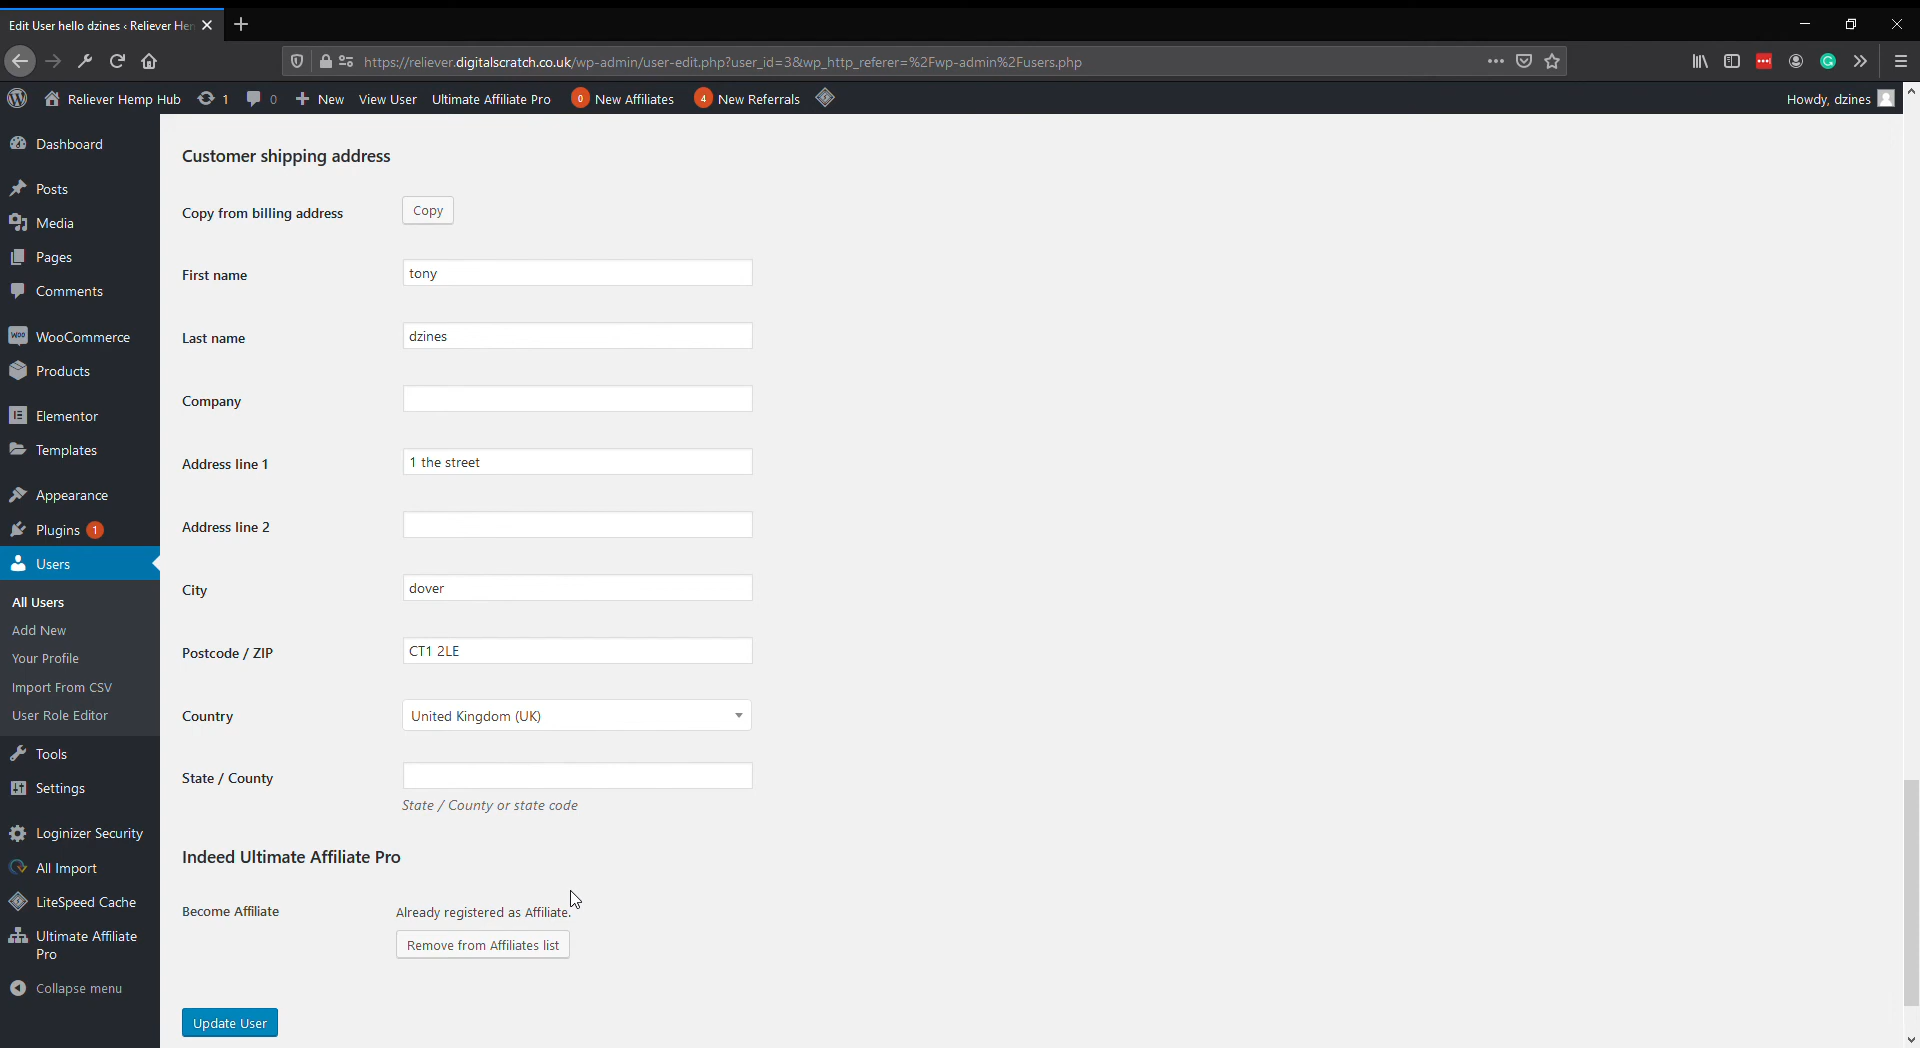 Edit User hello dzines ‹ Reliever Hem
https://reliever.digitalscratch.co.uk/wp-admin/user-edit.php?user_id=3&wp_http_referer=%2Fwp-admin%2Fusers.php
Reliever Hemp Hub 1 0 New View User Ultimate Affiliate Pro 0 New Affiliates 4 New Referrals Howdy, dzines
Dashboard
Posts
Media
Pages
Comments
WooCommerce
Products
Elementor
Templates
Appearance
Plugins 1
Users
All Users
Add New
Your Profile
Import From CSV
User Role Editor
Tools
Settings
Loginizer Security
All Import
LiteSpeed Cache
Ultimate Affiliate
Pro
Collapse menu
Customer shipping address
Copy from billing address Copy
First name tony
Last name dzines
Company
Address line 1 1 the street
Address line 2
City dover
Postcode / ZIP CT1 2LE
Country United Kingdom (UK)
State / County
State / County or state code
Indeed Ultimate Affiliate Pro
Become Affiliate Already registered as Affiliate.
Remove from Affiliates list
Update User